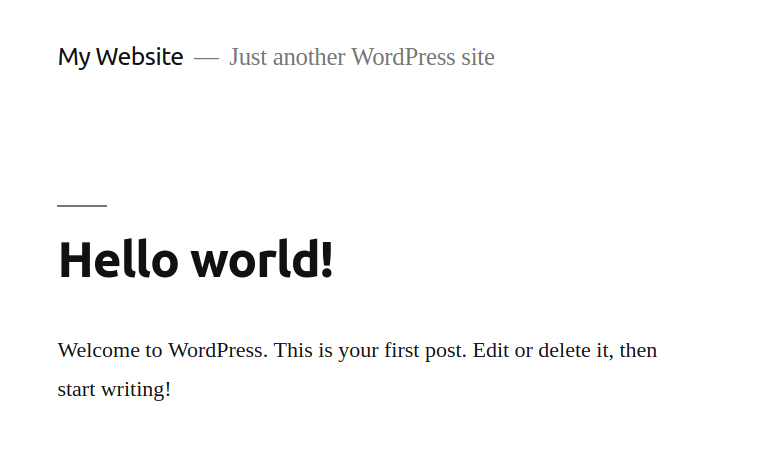 My Website — Just another WordPress site
Hello world!
Welcome to WordPress. This is your first post. Edit or delete it, then
start writing!